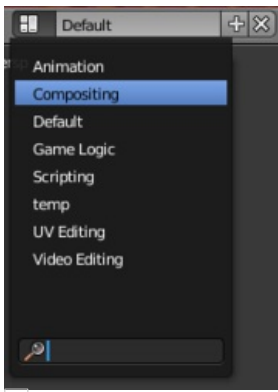 Default
Animation
Compositing
Default
Game Logic
Scripting
temp
UV Editing
Video Editing